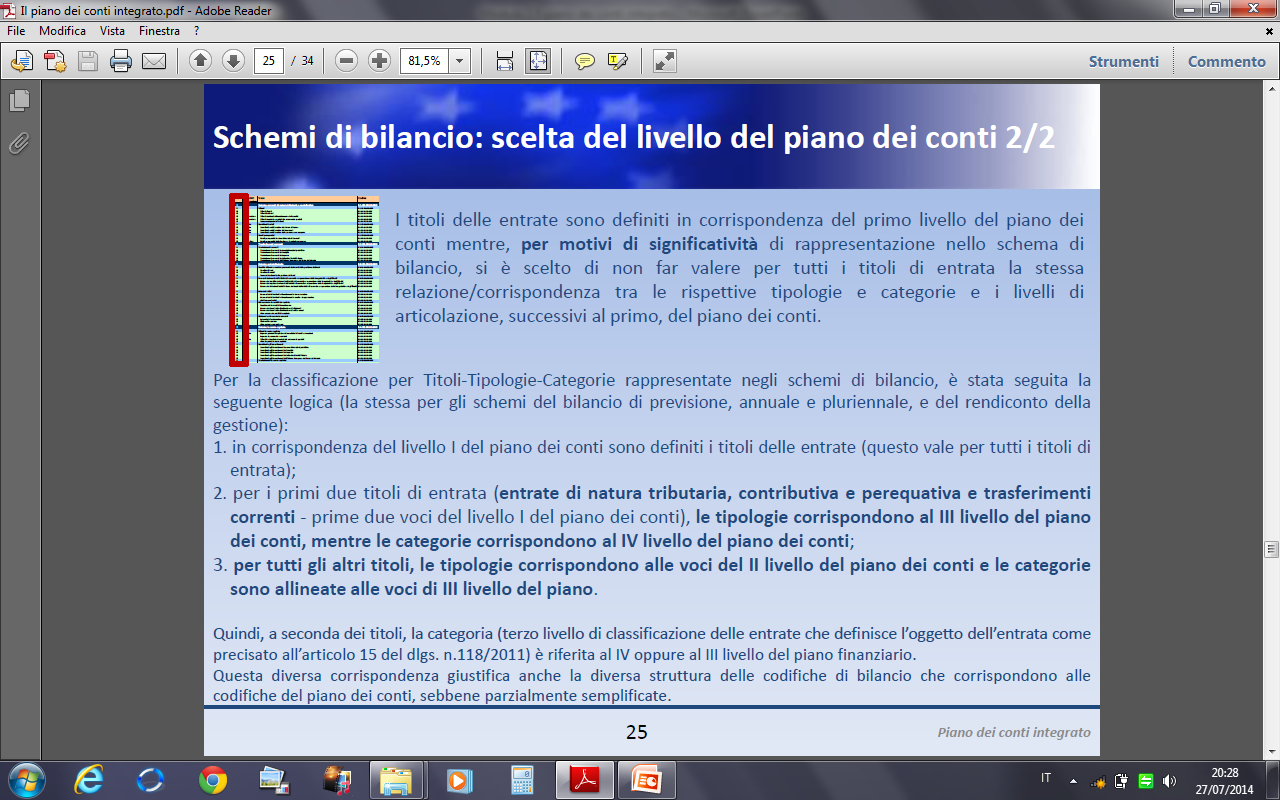 Il piano dei conti integrato.pdf - Adobe Reader
File Modifica Vista Finestra ?
25 / 34 81,5% Strumenti Commento
Schemi di bilancio: scelta del livello del piano dei conti 2/2
I titoli delle entrate sono definiti in corrispondenza del primo livello del piano dei
conti mentre, per motivi di significatività di rappresentazione nello schema di
bilancio, si è scelto di non far valere per tutti i titoli di entrata la stessa
relazione/corrispondenza tra le rispettive tipologie e categorie e i livelli di
articolazione, successivi al primo, del piano dei conti.
Per la classificazione per Titoli-Tipologie-Categorie rappresentate negli schemi di bilancio, è stata seguita la
seguente logica (la stessa per gli schemi del bilancio di previsione, annuale e pluriennale, e del rendiconto della
gestione):
1. in corrispondenza del livello I del piano dei conti sono definiti i titoli delle entrate (questo vale per tutti i titoli di
entrata);
2. per i primi due titoli di entrata (entrate di natura tributaria, contributiva e perequativa e trasferimenti
correnti - prime due voci del livello I del piano dei conti), le tipologie corrispondono al III livello del piano
dei conti, mentre le categorie corrispondono al IV livello del piano dei conti;
3. per tutti gli altri titoli, le tipologie corrispondono alle voci del II livello del piano dei conti e le categorie
sono allineate alle voci di III livello del piano.
Quindi, a seconda dei titoli, la categoria (terzo livello di classificazione delle entrate che definisce l'oggetto dell'entrata come
precisato all'articolo 15 del dlgs. n.118/2011) è riferita al IV oppure al III livello del piano finanziario.
Questa diversa corrispondenza giustifica anche la diversa struttura delle codifiche di bilancio che corrispondono alle
codifiche del piano dei conti, sebbene parzialmente semplificate.
25
Piano dei conti integrato
IT
20:28
27/07/2014